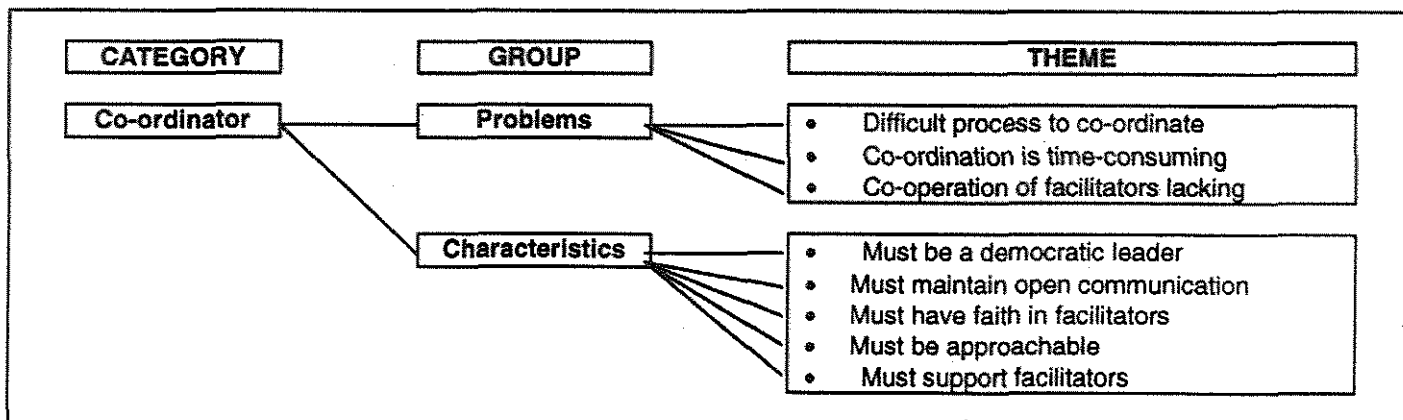 CATEGORY GROUP THEME
Co-ordinator Problems • Difficult process to co-ordinate
• Co-ordination is time-consuming
• Co-operation of facilitators lacking
Characteristics • Must be a democratic leader
• Must maintain open communication
• Must have faith in facilitators
• Must be approachable
• Must support facilitators